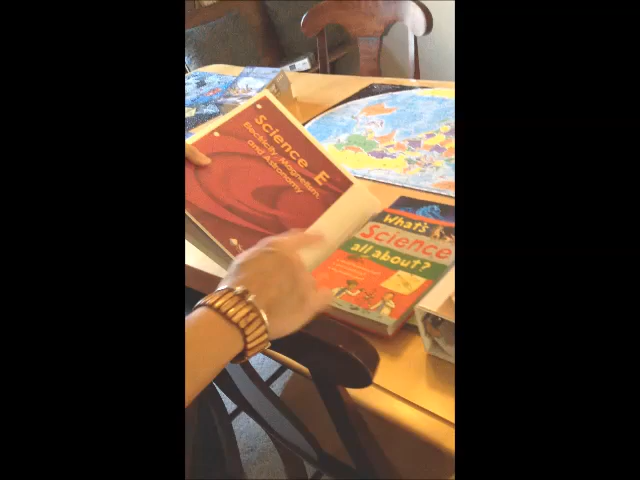 Science E
Electricity, Magnetism,
and Astronomy
What's
Science
all about?